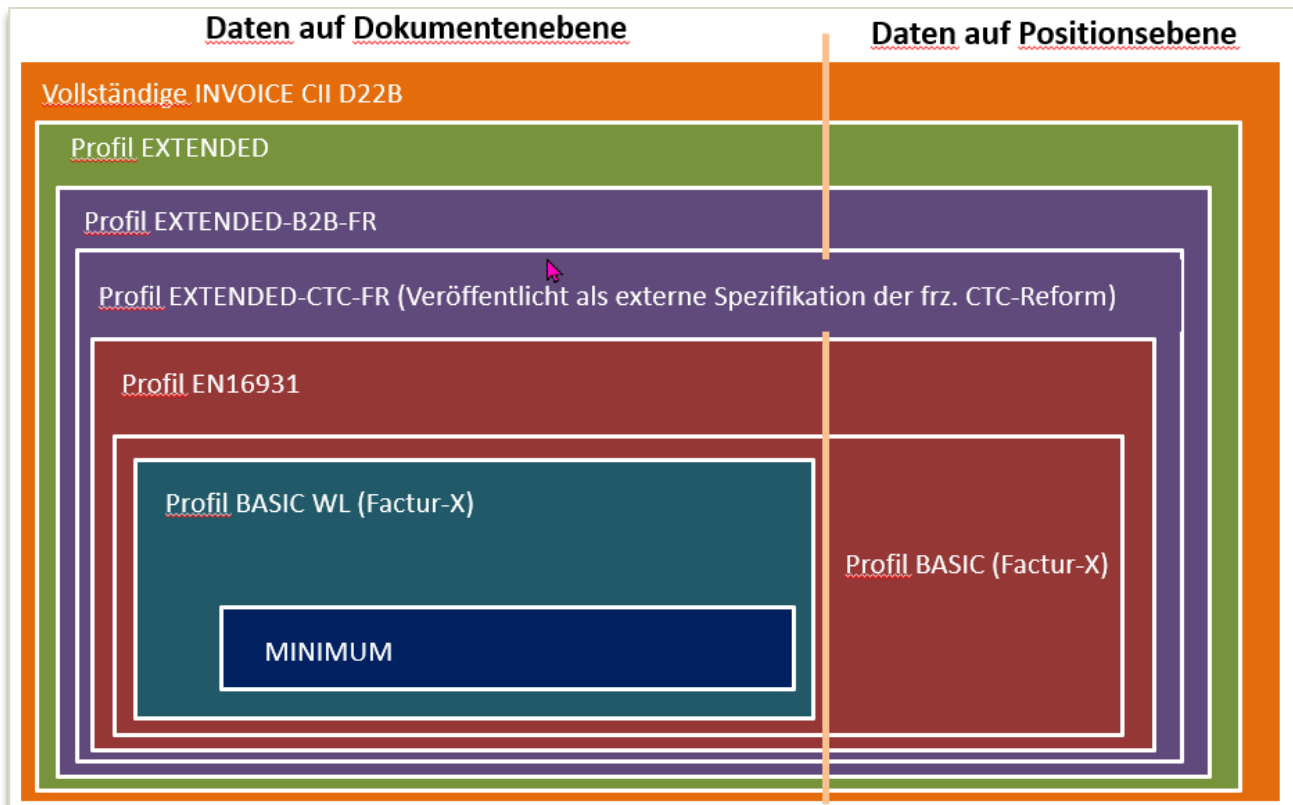 Daten auf Dokumentenebene
Daten auf Positionsebene
Vollständige INVOICE CII D22B
Profil EXTENDED
Profil EXTENDED-B2B-FR
Profil EXTENDED-CTC-FR (Veröffentlicht als externe Spezifikation der frz. CTC-Reform)
Profil EN16931
Profil BASIC WL (Factur-X)
Profil BASIC (Factur-X)
MINIMUM